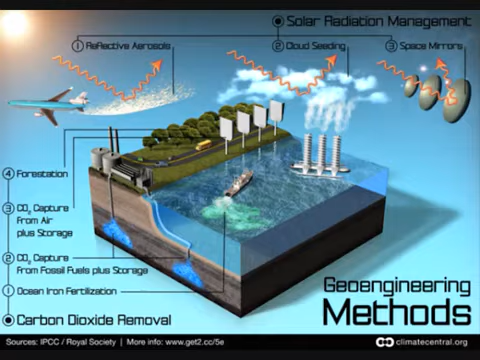 Solar Radiation Management
1 Reflective Aerosols
2 Cloud Seeding
3 Space Mirrors
4 Forestation
3 CO₂ Capture
from Air
plus Storage
2 CO₂ Capture
from Fossil Fuels plus Storage
1 Ocean Iron Fertilization
Carbon Dioxide Removal
Geoengineering
Methods
Sources: IPCC / Royal Society | More info: www.get2.cc/5e
climatecentral.org